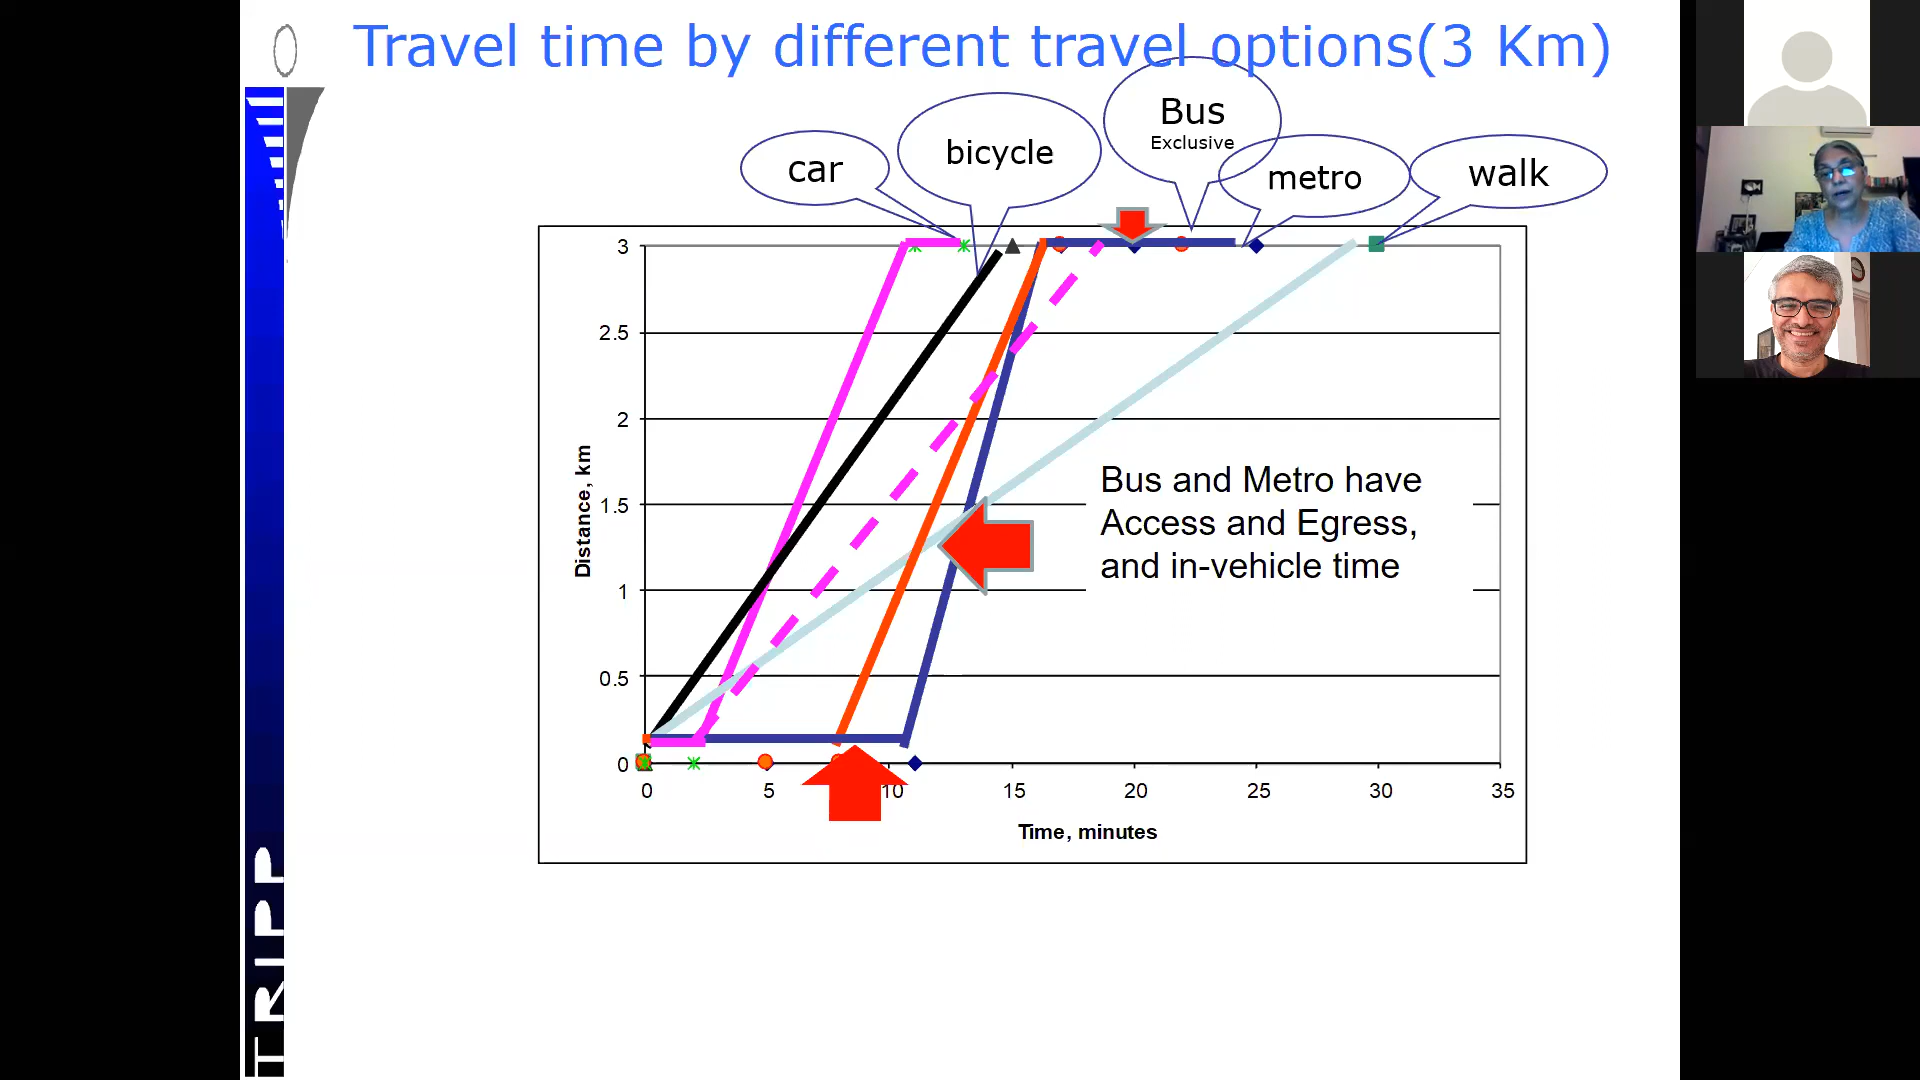 Travel time by different travel options(3 Km)
car
bicycle
Bus
Exclusive
metro
walk
3
2.5
2
1.5
1
0.5
0
Distance, km
Bus and Metro have
Access and Egress,
and in-vehicle time
0 5 10 15 20 25 30 35
Time, minutes
TRIPP